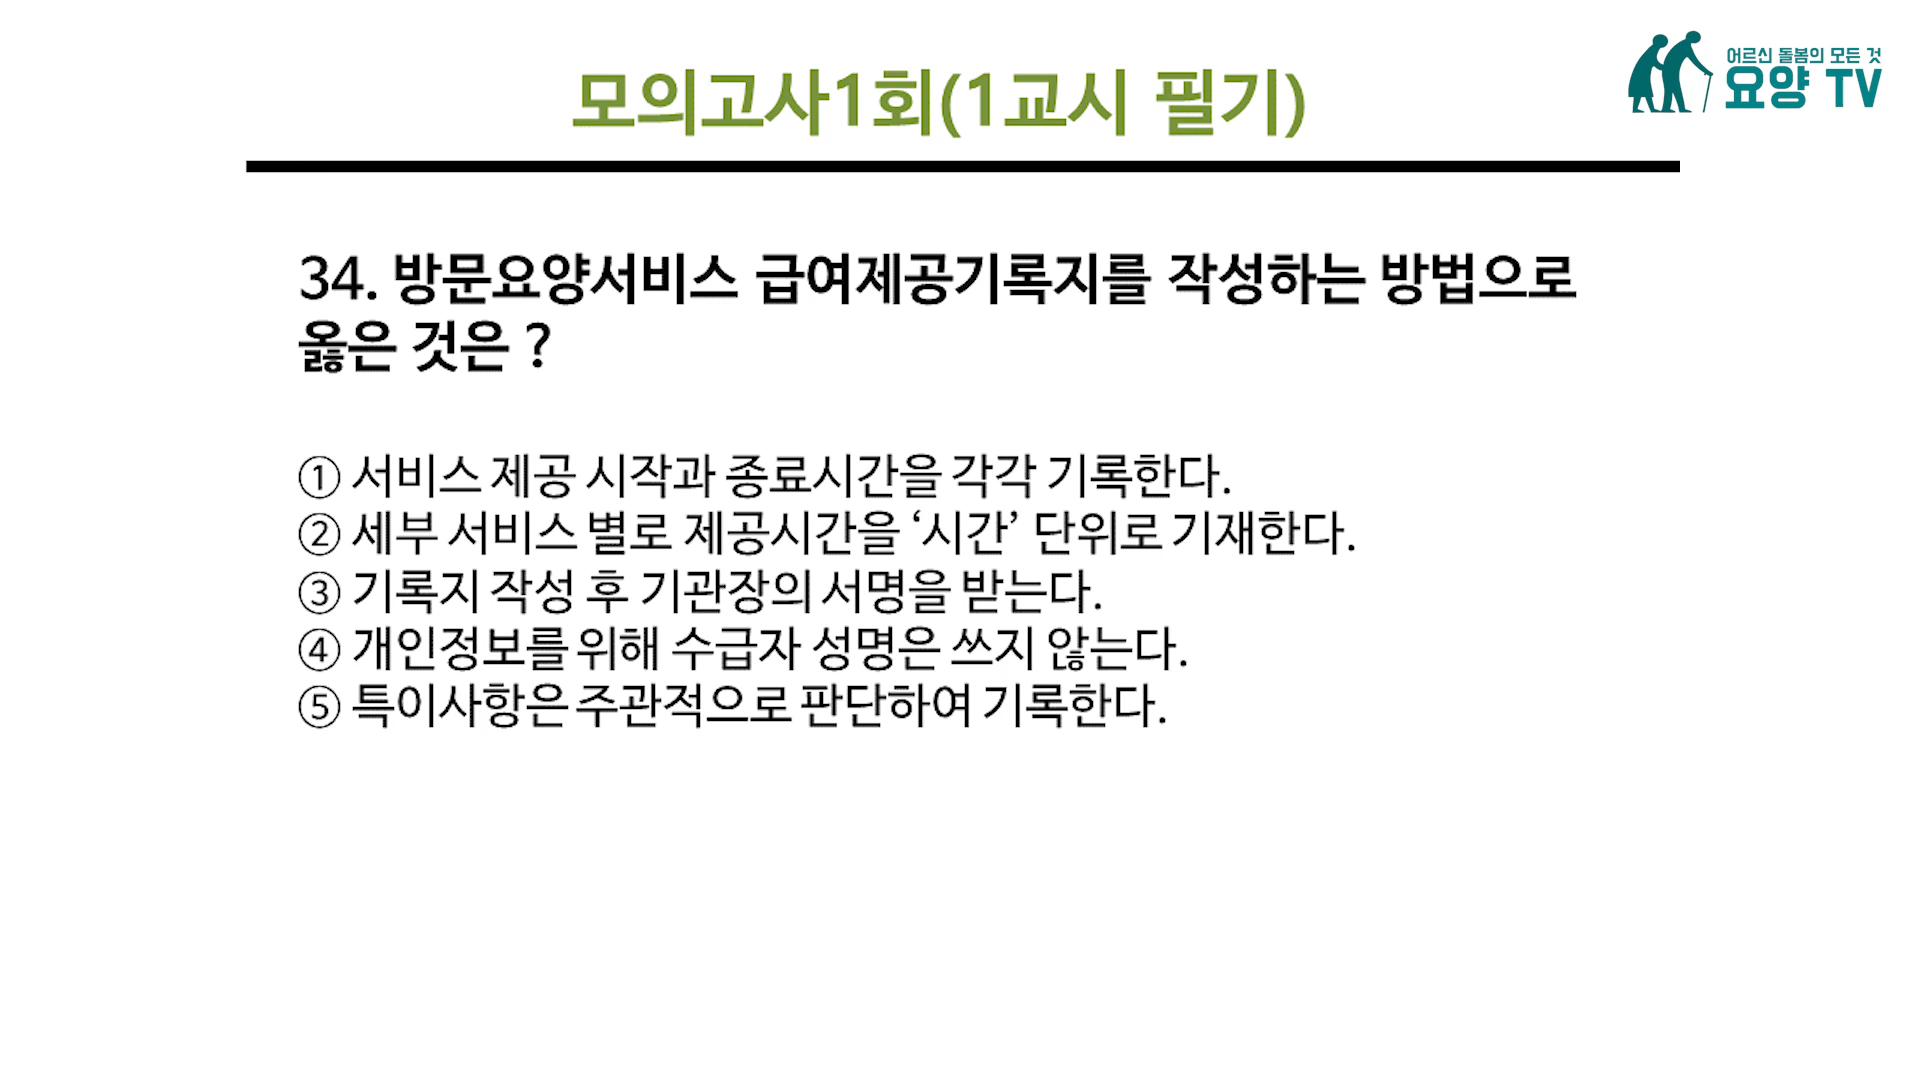 어르신 돌봄의 모든 것
요양 TV
모의고사1회(1교시 필기)
34. 방문요양서비스 급여제공기록지를 작성하는 방법으로
옳은 것은 ?
① 서비스 제공 시작과 종료시간을 각각 기록한다.
② 세부 서비스 별로 제공시간을 ‘시간’ 단위로 기재한다.
③ 기록지 작성 후 기관장의 서명을 받는다.
④ 개인정보를 위해 수급자 성명은 쓰지 않는다.
⑤ 특이사항은 주관적으로 판단하여 기록한다.